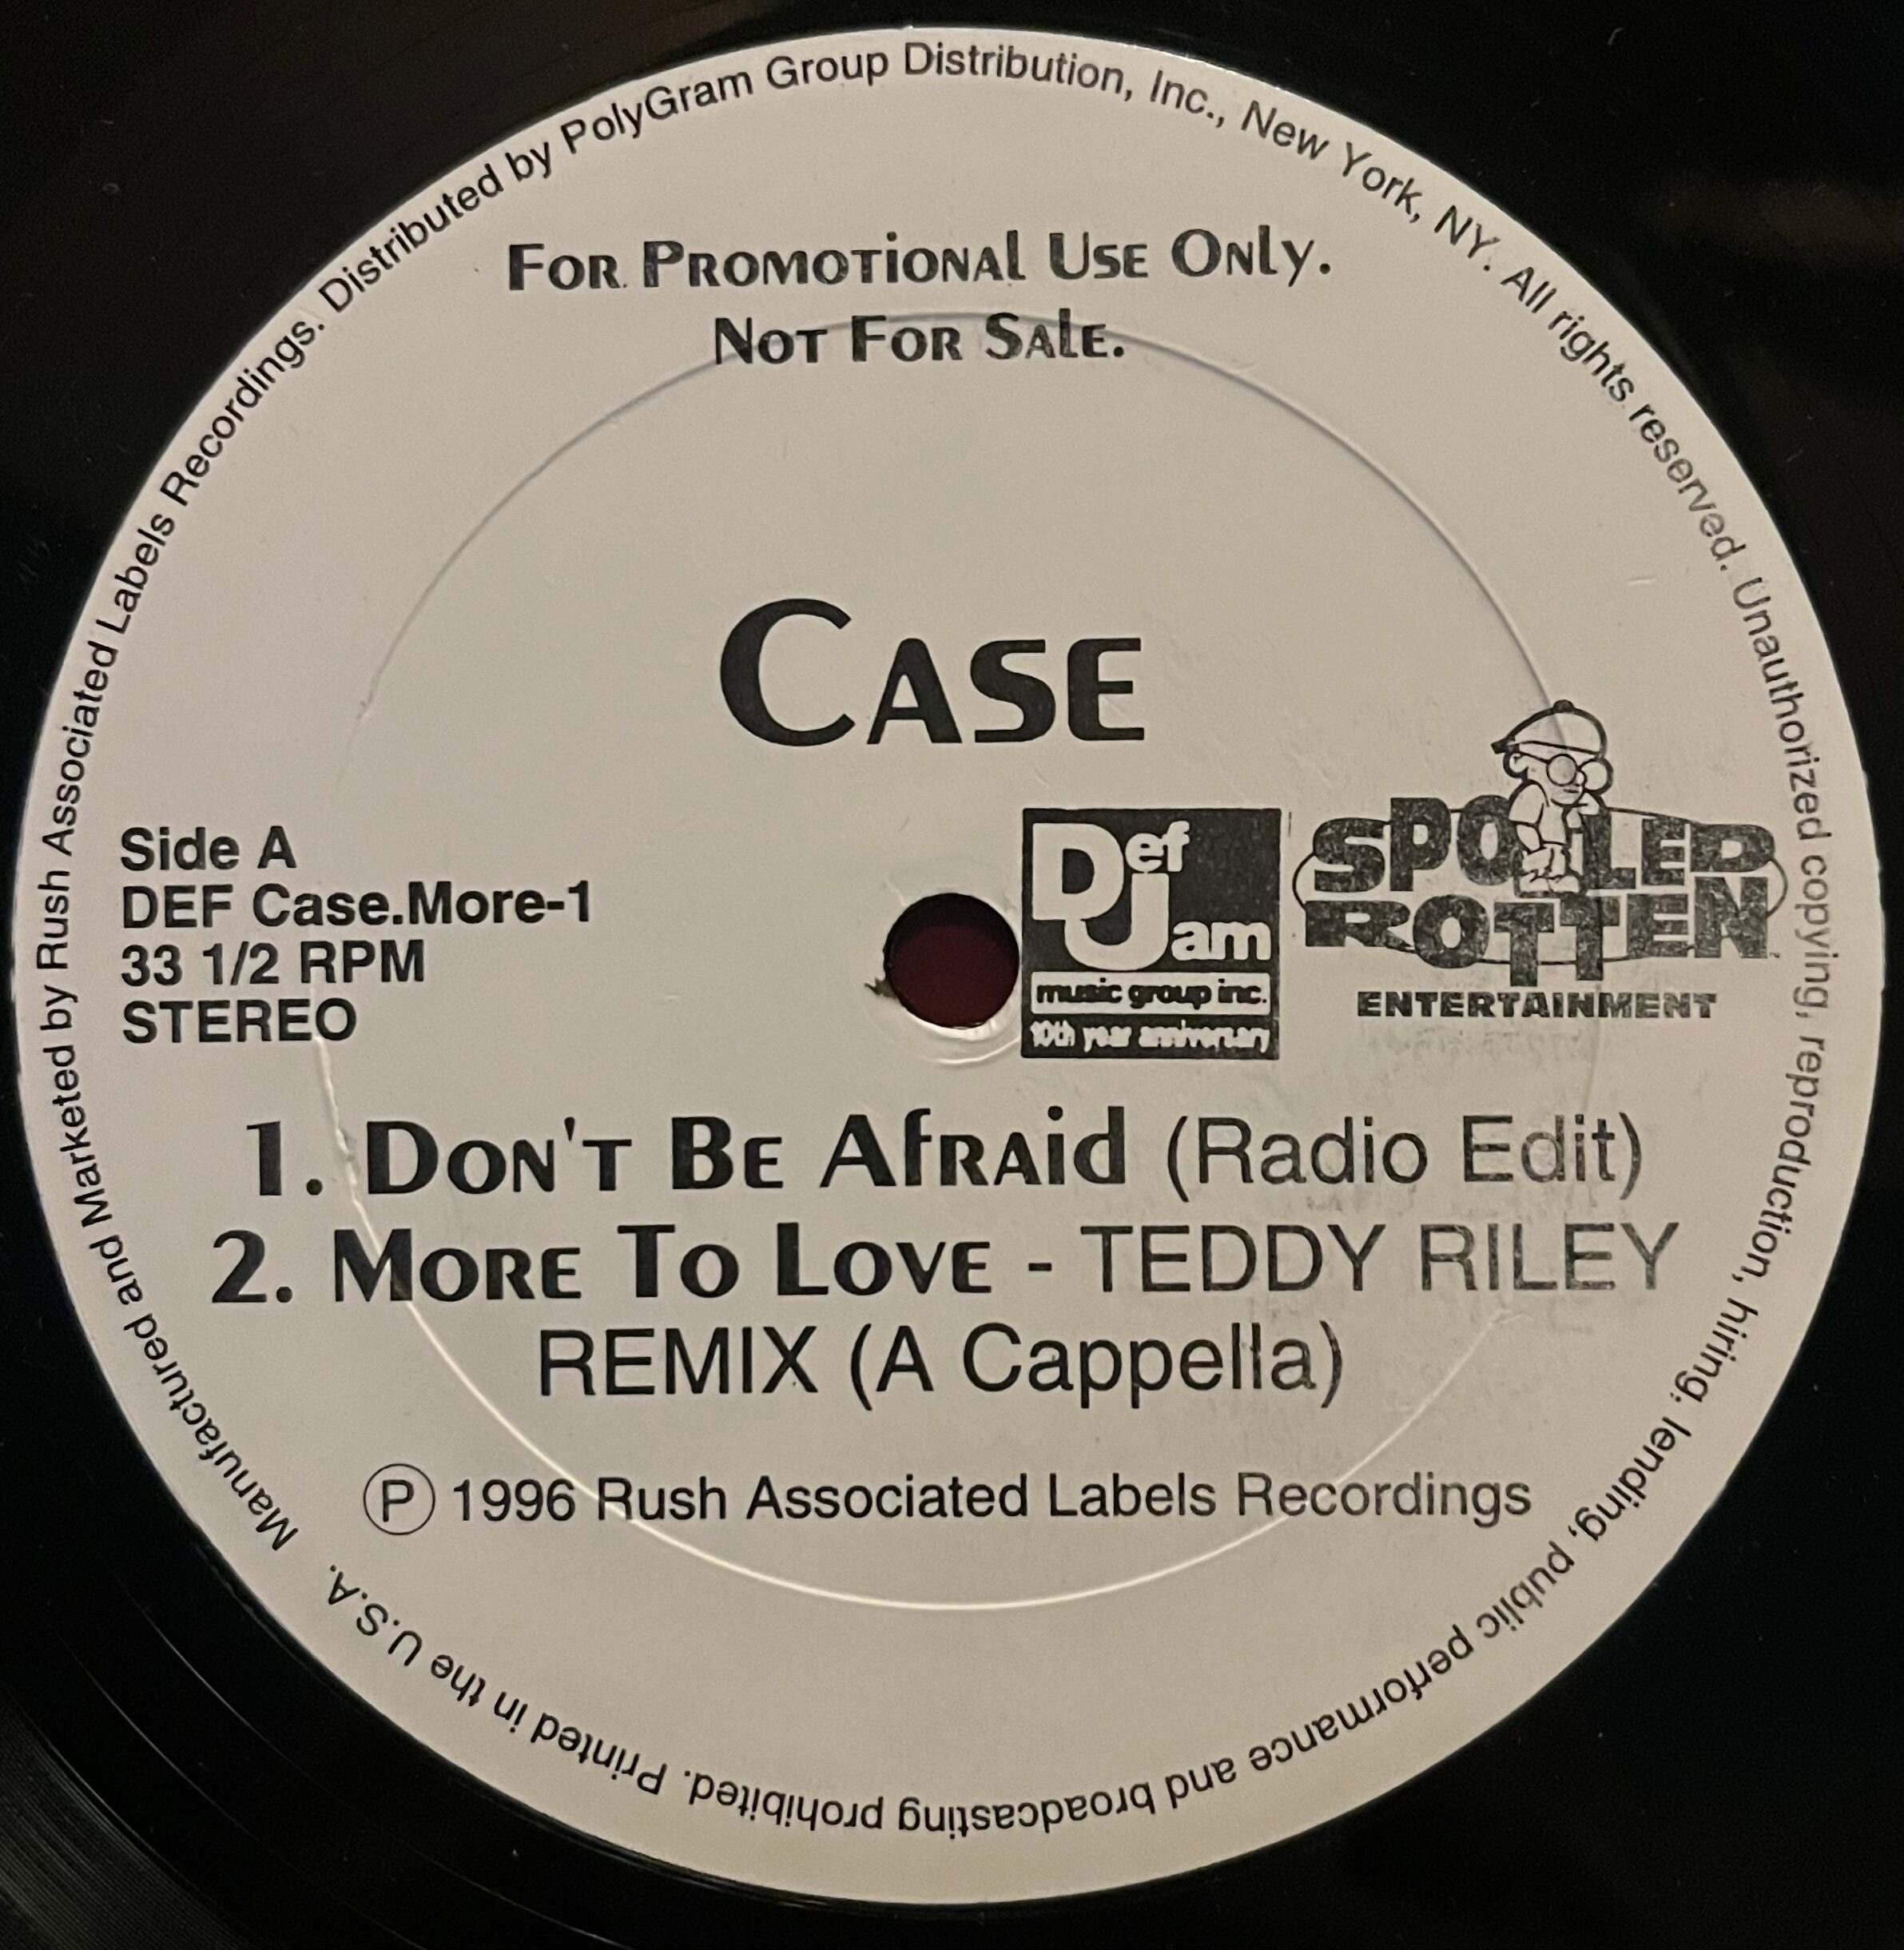 Manufactured and Marketed by Rush Associated Labels Recordings. Distributed by PolyGram Group Distribution, Inc., New York, NY. All rights reserved. Unauthorized copying, reproduction, hiring, lending, public performance and broadcasting prohibited. Printed in the U.S.A.
For Promotional Use Only.
Not For Sale.
Case
Side A
DEF Case.More-1
33 1/2 RPM
STEREO
Def
Jam
music group inc.
10th year anniversary
SPOILED
ROTTEN
ENTERTAINMENT
1. Don't Be Afraid (Radio Edit)
2. More To Love - TEDDY RILEY
REMIX (A Cappella)
Ⓟ 1996 Rush Associated Labels Recordings